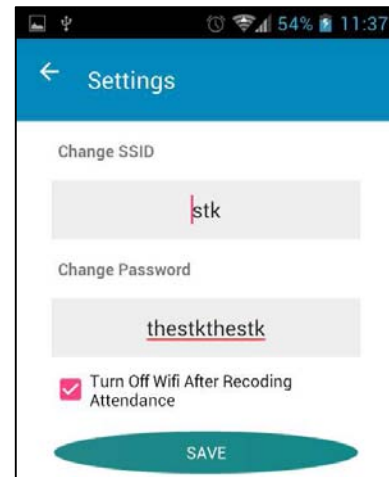 54% 11:37
Settings
Change SSID
stk
Change Password
thestkthestk
Turn Off Wifi After Recoding
Attendance
SAVE